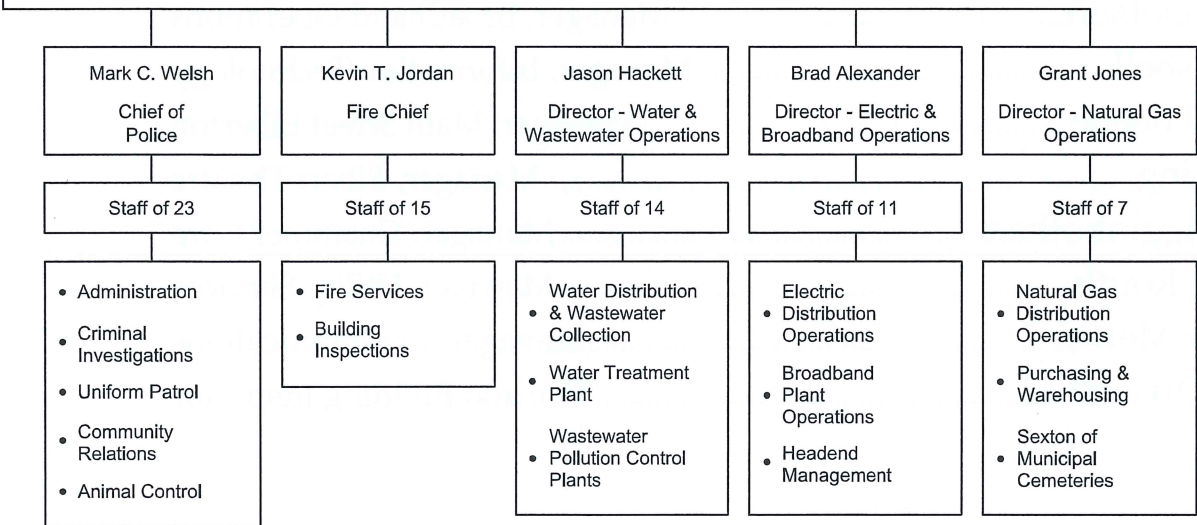 Mark C. Welsh
Chief of
Police
Staff of 23
• Administration
• Criminal
Investigations
• Uniform Patrol
• Community
Relations
• Animal Control
Kevin T. Jordan
Fire Chief
Staff of 15
• Fire Services
• Building
Inspections
Jason Hackett
Director - Water &
Wastewater Operations
Staff of 14
• Water Distribution
& Wastewater
Collection
• Water Treatment
Plant
• Wastewater
Pollution Control
Plants
Brad Alexander
Director - Electric &
Broadband Operations
Staff of 11
• Electric
Distribution
Operations
• Broadband
Plant
Operations
• Headend
Management
Grant Jones
Director - Natural Gas
Operations
Staff of 7
• Natural Gas
Distribution
Operations
• Purchasing &
Warehousing
• Sexton of
Municipal
Cemeteries